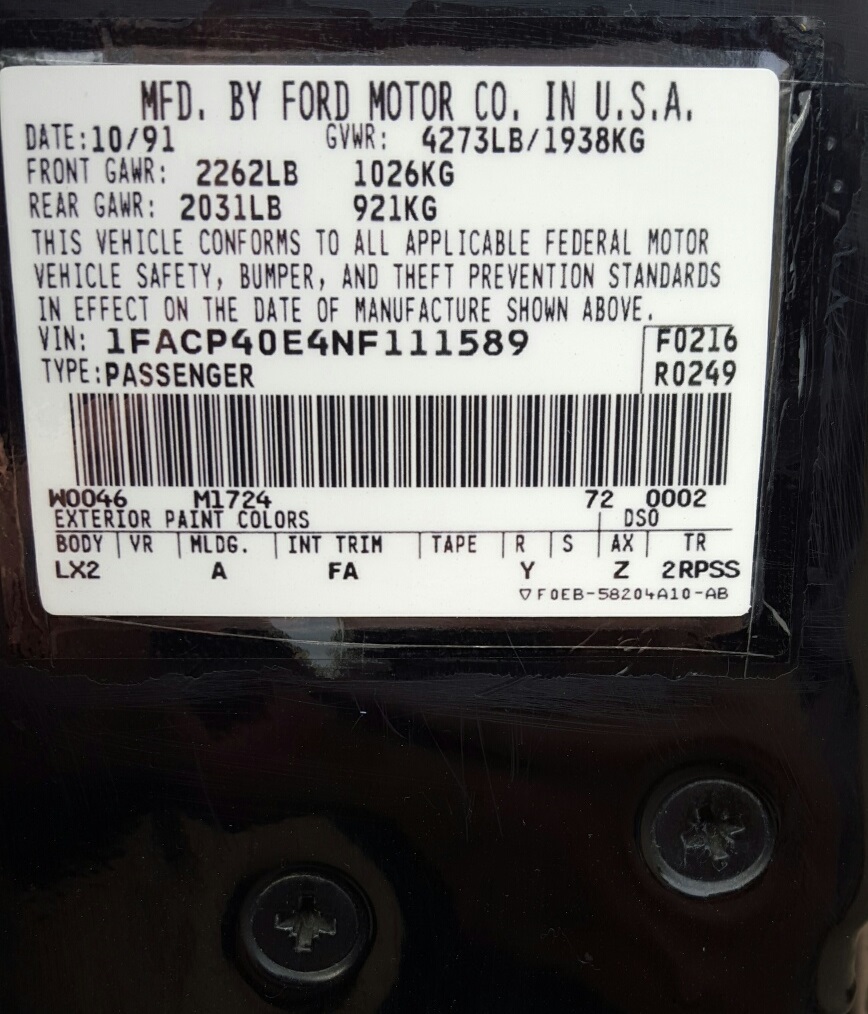 MFD. BY FORD MOTOR CO. IN U.S.A.
DATE:10/91 GVWR: 4273LB/1938KG
FRONT GAWR: 2262LB 1026KG
REAR GAWR: 2031LB 921KG
THIS VEHICLE CONFORMS TO ALL APPLICABLE FEDERAL MOTOR
VEHICLE SAFETY, BUMPER, AND THEFT PREVENTION STANDARDS
IN EFFECT ON THE DATE OF MANUFACTURE SHOWN ABOVE.
VIN: 1FACP40E4NF111589 F0216
TYPE:PASSENGER R0249
W0046 M1724 72 0002
EXTERIOR PAINT COLORS DSO
BODY VR MLDG. INT TRIM TAPE R S AX TR
LX2 A FA Y Z 2RPSS
▽F0EB-58204A10-AB